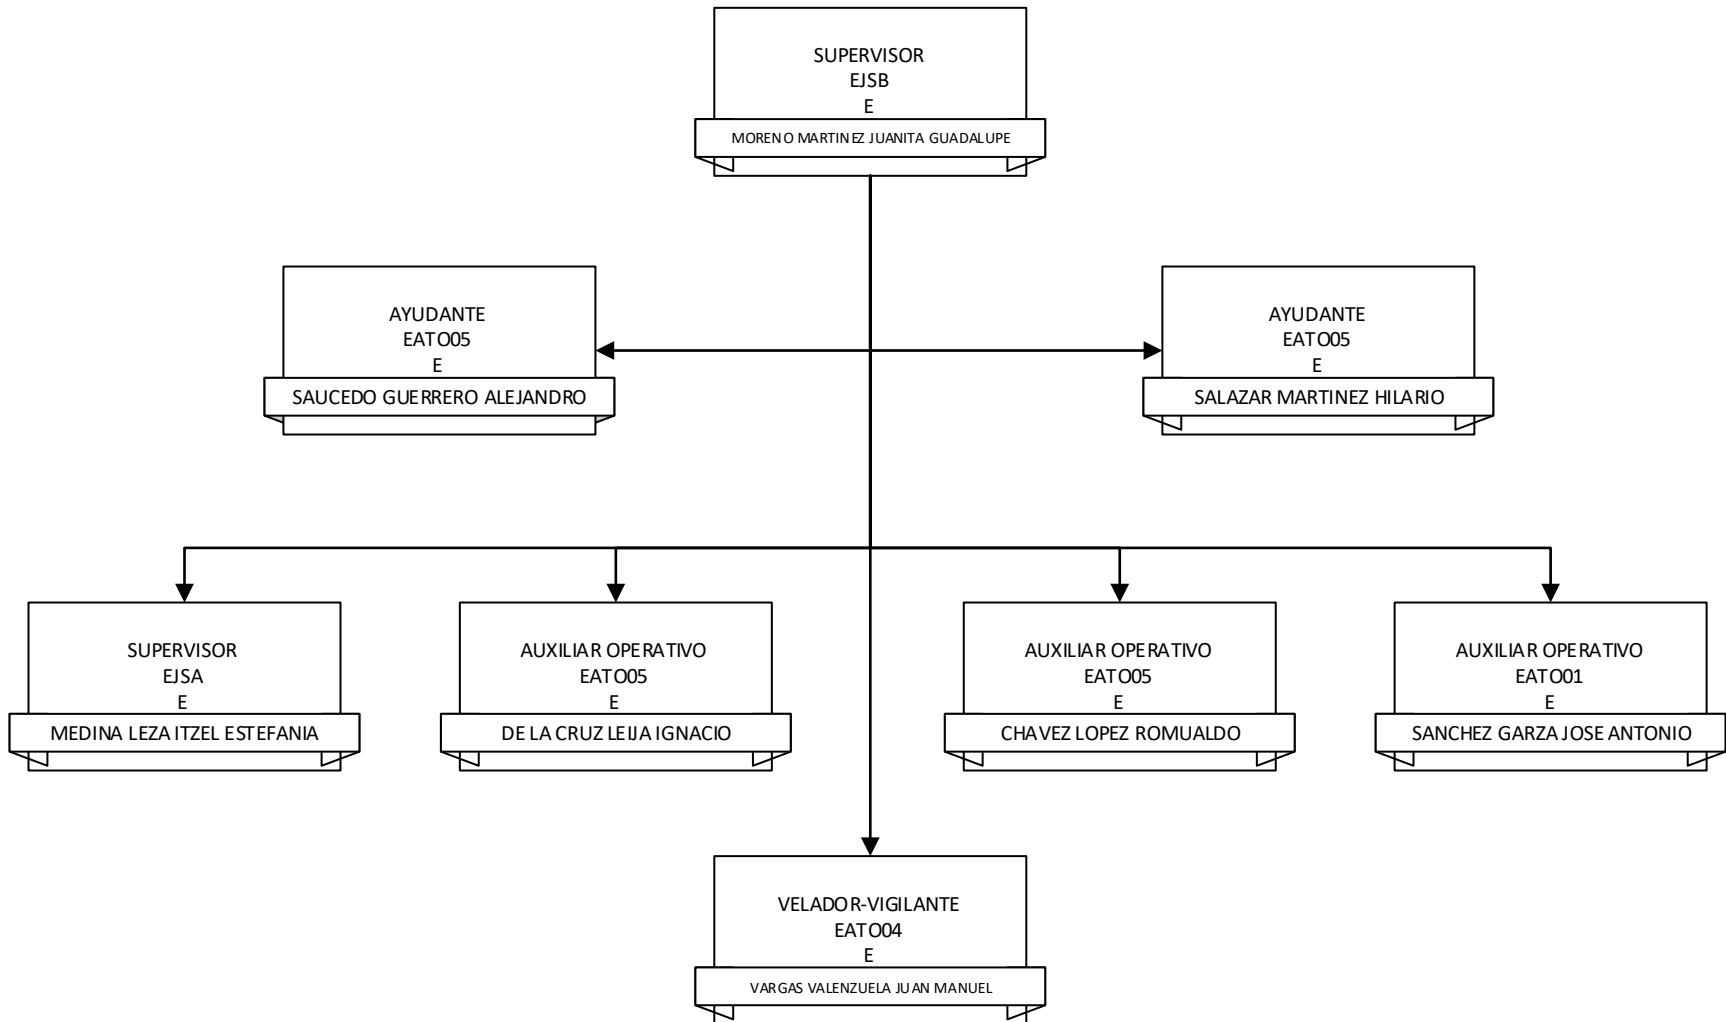 SUPERVISOR
EJSB
E
MORENO MARTINEZ JUANITA GUADALUPE
AYUDANTE
EATO05
E
SAUCEDO GUERRERO ALEJANDRO
AYUDANTE
EATO05
E
SALAZAR MARTINEZ HILARIO
SUPERVISOR
EJSA
E
MEDINA LEZA ITZEL ESTEFANIA
AUXILIAR OPERATIVO
EATO05
E
DE LA CRUZ LEIJA IGNACIO
AUXILIAR OPERATIVO
EATO05
E
CHAVEZ LOPEZ ROMUALDO
AUXILIAR OPERATIVO
EATO01
E
SANCHEZ GARZA JOSE ANTONIO
VELADOR-VIGILANTE
EATO04
E
VARGAS VALENZUELA JUAN MANUEL